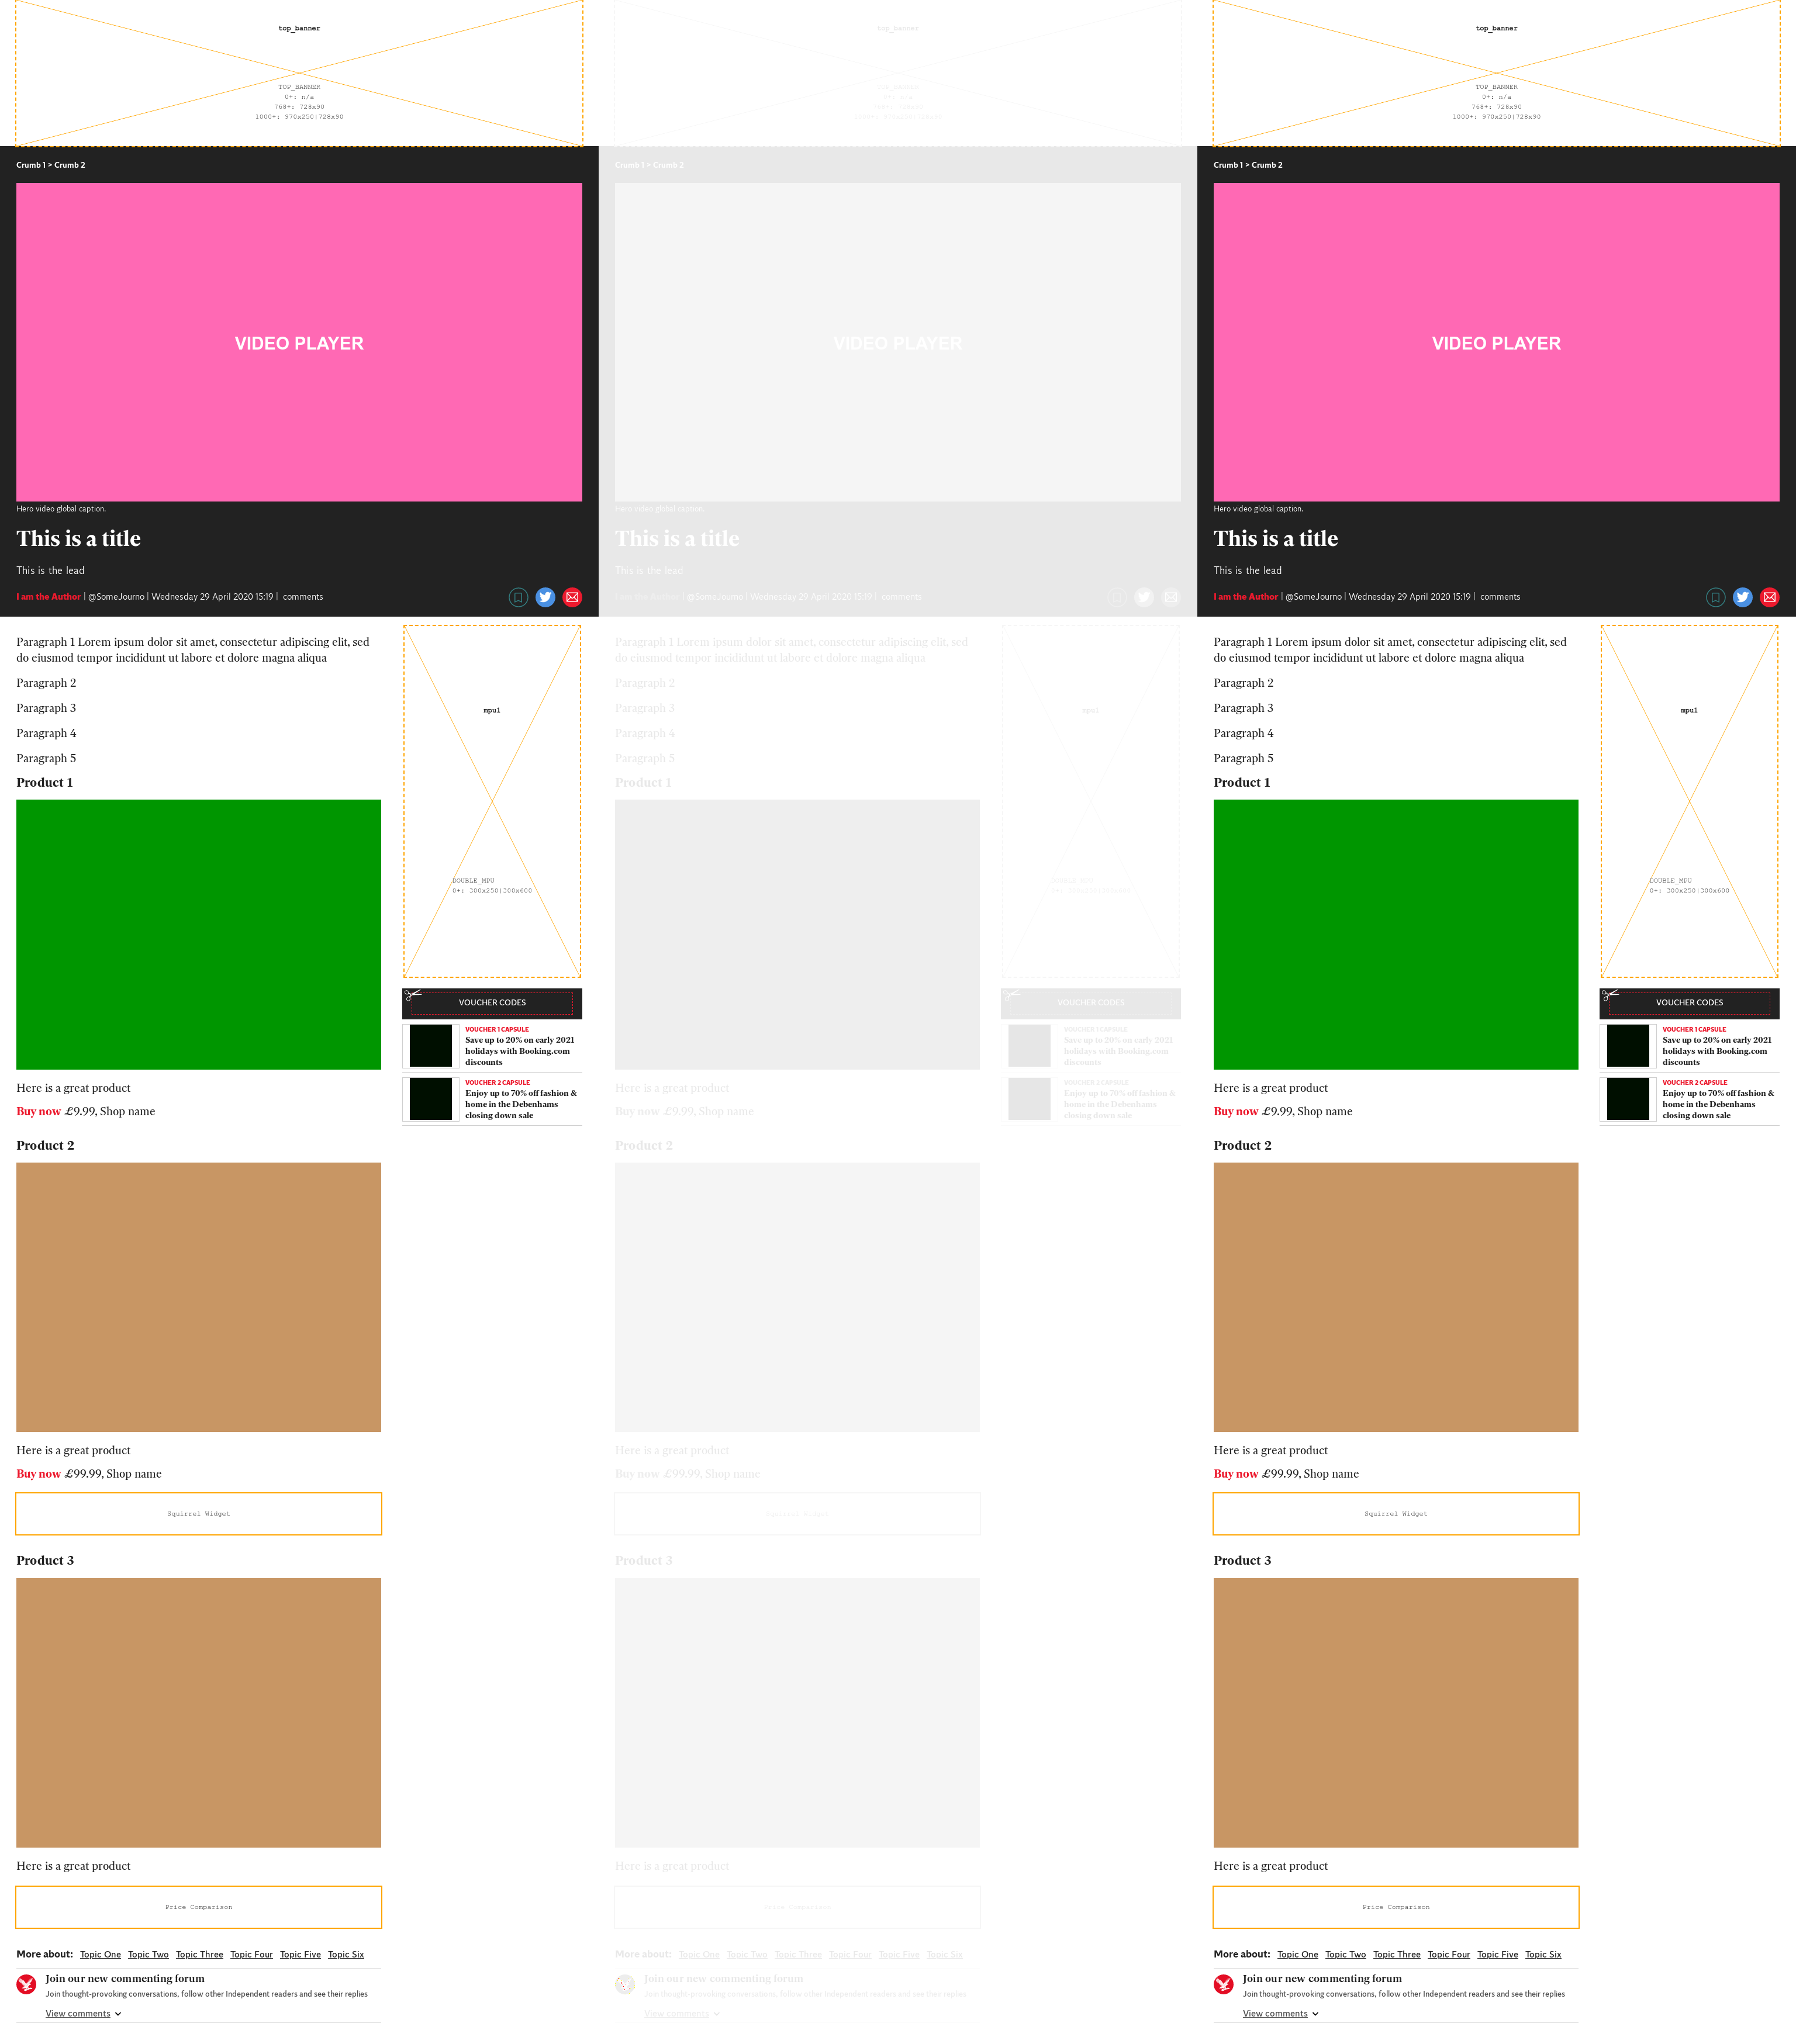 top_banner
TOP_BANNER
0+: n/a
768+: 728x90
1000+: 970x250|728x90
Crumb 1 > Crumb 2
VIDEO PLAYER
Hero video global caption.
This is a title
This is the lead
I am the Author | @SomeJourno | Wednesday 29 April 2020 15:19 | comments
Paragraph 1 Lorem ipsum dolor sit amet, consectetur adipiscing elit, sed
do eiusmod tempor incididunt ut labore et dolore magna aliqua
Paragraph 2
Paragraph 3
Paragraph 4
Paragraph 5
Product 1
Here is a great product
Buy now £9.99, Shop name
Product 2
Here is a great product
Buy now £99.99, Shop name
Squirrel Widget
Product 3
Here is a great product
Price Comparison
More about: Topic One Topic Two Topic Three Topic Four Topic Five Topic Six
Join our new commenting forum
Join thought-provoking conversations, follow other Independent readers and see their replies
View comments
mpu1
DOUBLE_MPU
0+: 300x250|300x600
VOUCHER CODES
VOUCHER 1 CAPSULE
Save up to 20% on early 2021
holidays with Booking.com
discounts
VOUCHER 2 CAPSULE
Enjoy up to 70% off fashion &
home in the Debenhams
closing down sale
top_banner
TOP_BANNER
Crumb 1 > Crumb 2
VIDEO PLAYER
Hero video global caption.
This is a title
This is the lead
I am the Author | @SomeJourno | Wednesday 29 April 2020 15:19 | comments
Paragraph 1 Lorem ipsum dolor sit amet, consectetur adipiscing elit, sed
do eiusmod tempor incididunt ut labore et dolore magna aliqua
Paragraph 2
Paragraph 3
Paragraph 4
Paragraph 5
Product 1
Here is a great product
Buy now £9.99, Shop name
Product 2
Here is a great product
Buy now £99.99, Shop name
Product 3
Here is a great product
More about: Topic One Topic Two Topic Three Topic Four Topic Five Topic Six
Join our new commenting forum
Join thought-provoking conversations, follow other Independent readers and see their replies
View comments
mpu1
VOUCHER CODES
VOUCHER 1 CAPSULE
Save up to 20% on early 2021
holidays with Booking.com
discounts
VOUCHER 2 CAPSULE
Enjoy up to 70% off fashion &
home in the Debenhams
closing down sale
top_banner
TOP_BANNER
0+: n/a
768+: 728x90
1000+: 970x250|728x90
Crumb 1 > Crumb 2
VIDEO PLAYER
Hero video global caption.
This is a title
This is the lead
I am the Author | @SomeJourno | Wednesday 29 April 2020 15:19 | comments
Paragraph 1 Lorem ipsum dolor sit amet, consectetur adipiscing elit, sed
do eiusmod tempor incididunt ut labore et dolore magna aliqua
Paragraph 2
Paragraph 3
Paragraph 4
Paragraph 5
Product 1
Here is a great product
Buy now £9.99, Shop name
Product 2
Here is a great product
Buy now £99.99, Shop name
Squirrel Widget
Product 3
Here is a great product
Price Comparison
More about: Topic One Topic Two Topic Three Topic Four Topic Five Topic Six
Join our new commenting forum
Join thought-provoking conversations, follow other Independent readers and see their replies
View comments
mpu1
DOUBLE_MPU
0+: 300x250|300x600
VOUCHER CODES
VOUCHER 1 CAPSULE
Save up to 20% on early 2021
holidays with Booking.com
discounts
VOUCHER 2 CAPSULE
Enjoy up to 70% off fashion &
home in the Debenhams
closing down sale